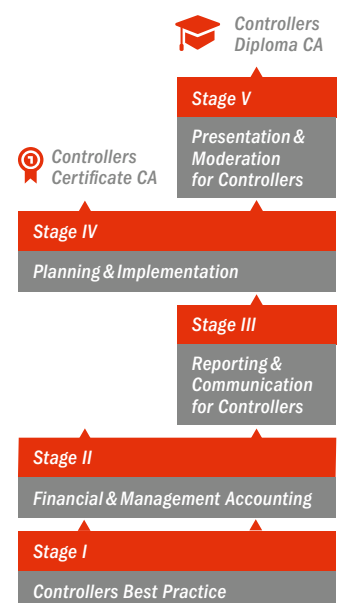 Controllers
Diploma CA
Stage V
Presentation &
Moderation
for Controllers
Controllers
Certificate CA
Stage IV
Planning & Implementation
Stage III
Reporting &
Communication
for Controllers
Stage II
Financial & Management Accounting
Stage I
Controllers Best Practice